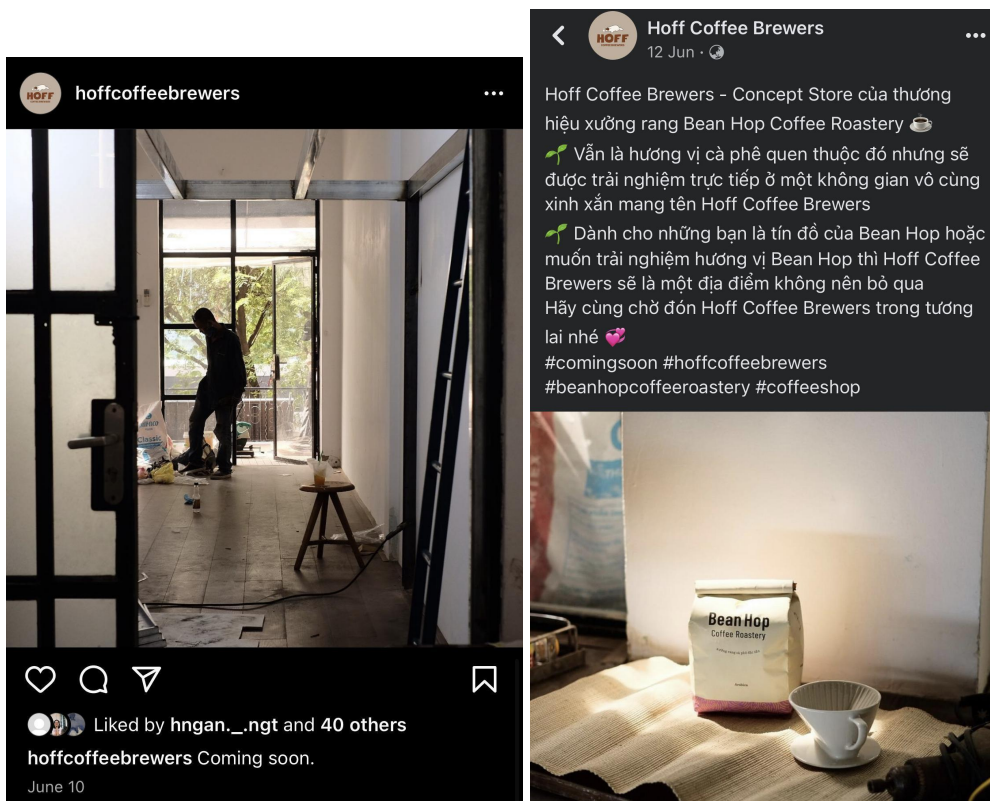 HOFF
hoffcoffeebrewers
Classic
Liked by hngan._.ngt and 40 others
hoffcoffeebrewers Coming soon.
June 10
HOFF
Hoff Coffee Brewers
12 Jun ·
Hoff Coffee Brewers - Concept Store của thương
hiệu xưởng rang Bean Hop Coffee Roastery ☕
🌱 Vẫn là hương vị cà phê quen thuộc đó nhưng sẽ
được trải nghiệm trực tiếp ở một không gian vô cùng
xinh xắn mang tên Hoff Coffee Brewers
🌱 Dành cho những bạn là tín đồ của Bean Hop hoặc
muốn trải nghiệm hương vị Bean Hop thì Hoff Coffee
Brewers sẽ là một địa điểm không nên bỏ qua
Hãy cùng chờ đón Hoff Coffee Brewers trong tương
lai nhé 💞
#comingsoon #hoffcoffeebrewers
#beanhopcoffeeroastery #coffeeshop
Bean Hop
Coffee Roastery